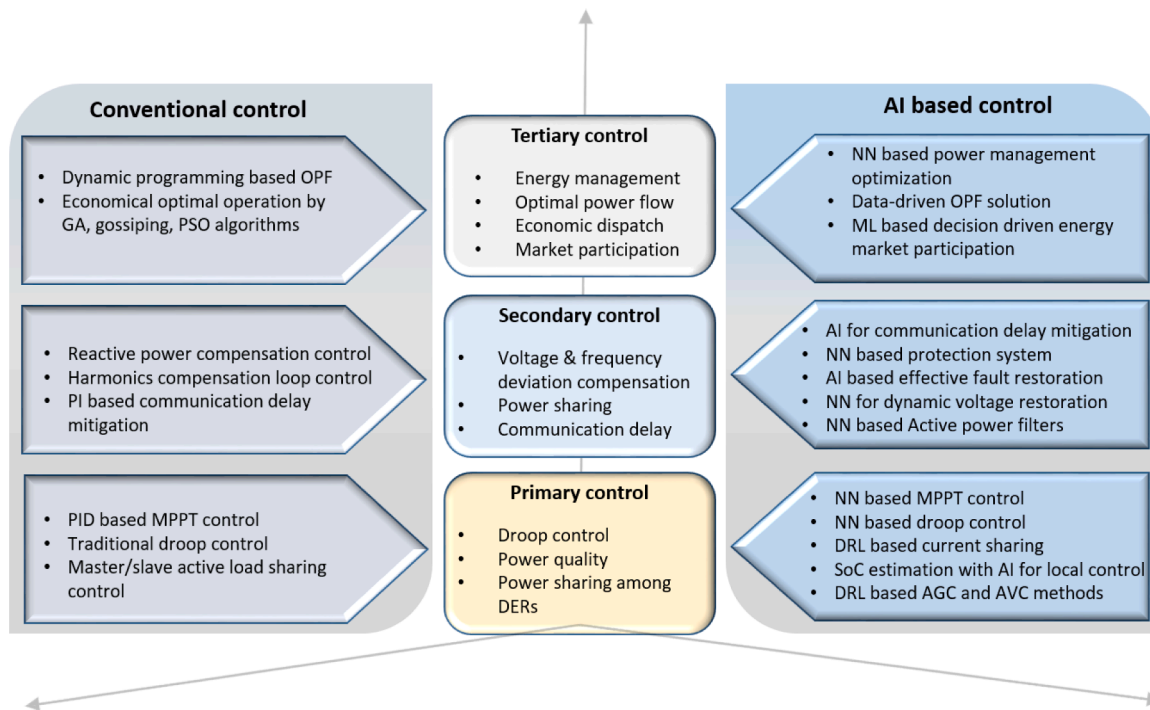 Conventional control
• Dynamic programming based OPF
• Economical optimal operation by
GA, gossiping, PSO algorithms
• Reactive power compensation control
• Harmonics compensation loop control
• PI based communication delay
mitigation
• PID based MPPT control
• Traditional droop control
• Master/slave active load sharing
control
Tertiary control
• Energy management
• Optimal power flow
• Economic dispatch
• Market participation
Secondary control
• Voltage & frequency
deviation compensation
• Power sharing
• Communication delay
Primary control
• Droop control
• Power quality
• Power sharing among
DERs
AI based control
• NN based power management
optimization
• Data-driven OPF solution
• ML based decision driven energy
market participation
• AI for communication delay mitigation
• NN based protection system
• AI based effective fault restoration
• NN for dynamic voltage restoration
• NN based Active power filters
• NN based MPPT control
• NN based droop control
• DRL based current sharing
• SoC estimation with AI for local control
• DRL based AGC and AVC methods